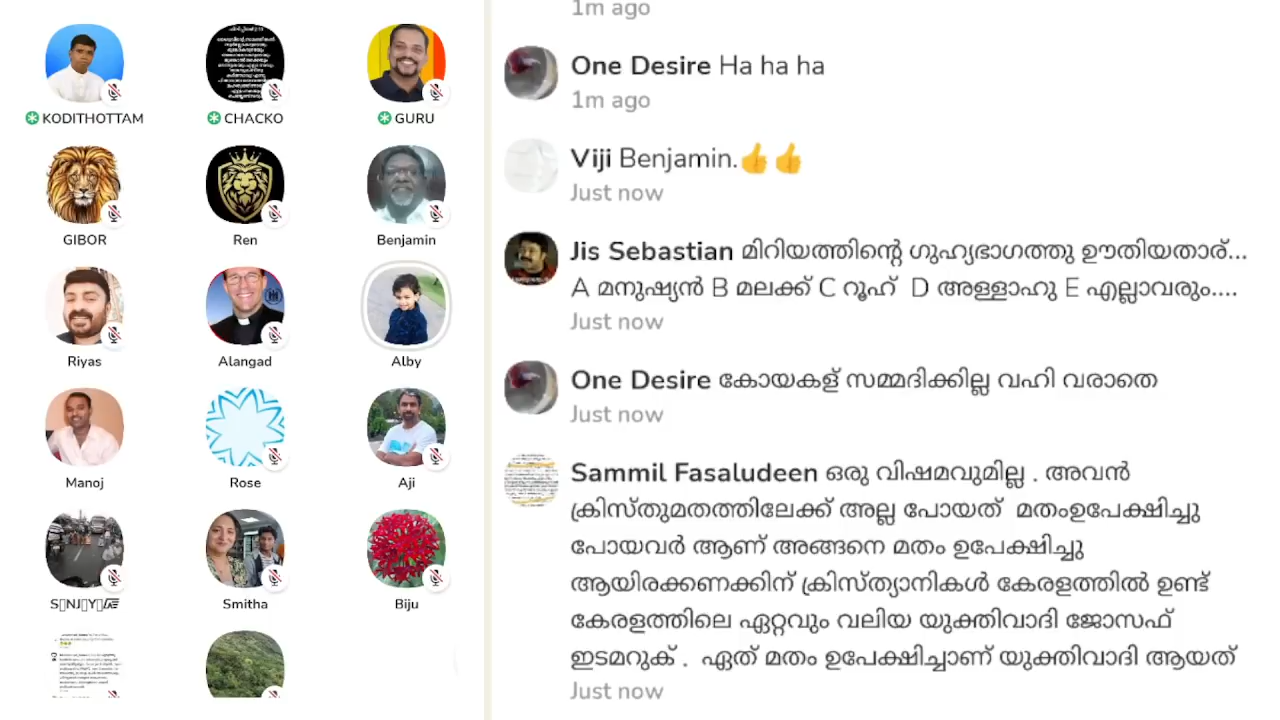 KODITHOTTAM
CHACKO
GURU
GIBOR
Ren
Benjamin
Riyas
Alangad
Alby
Manoj
Rose
Aji
Smitha
Biju
1m ago
One Desire Ha ha ha
1m ago
Viji Benjamin.👍👍
Just now
Jis Sebastian മിറിയത്തിന്റെ ഗുഹ്യഭാഗത്തു ഊതിയതാര്...
A മനുഷ്യൻ B മലക്ക് C റൂഹ് D അള്ളാഹു E എല്ലാവരും....
Just now
One Desire കോയകള് സമ്മദിക്കില്ല വഹി വരാതെ
Just now
Sammil Fasaludeen ഒരു വിഷമവുമില്ല . അവൻ
ക്രിസ്തുമതത്തിലേക്ക് അല്ല പോയത് മതംഉപേക്ഷിച്ചു
പോയവർ ആണ് അങ്ങനെ മതം ഉപേക്ഷിച്ചു
ആയിരക്കണക്കിന് ക്രിസ്ത്യാനികൾ കേരളത്തിൽ ഉണ്ട്
കേരളത്തിലെ ഏറ്റവും വലിയ യുക്തിവാദി ജോസഫ്
ഇടമറുക് . ഏത് മതം ഉപേക്ഷിച്ചാണ് യുക്തിവാദി ആയത്
Just now